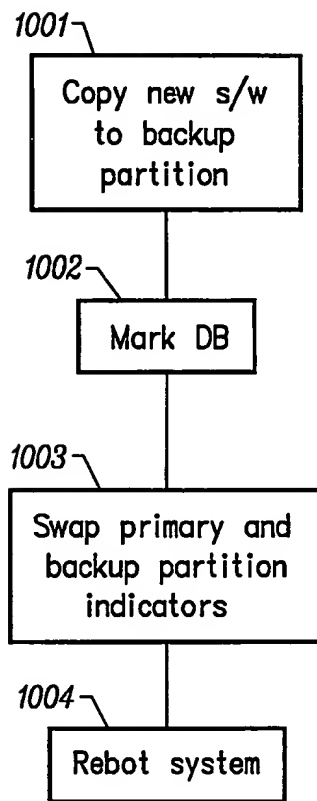 1001
Copy new s/w
to backup
partition
1002
Mark DB
1003
Swap primary and
backup partition
indicators
1004
Rebot system